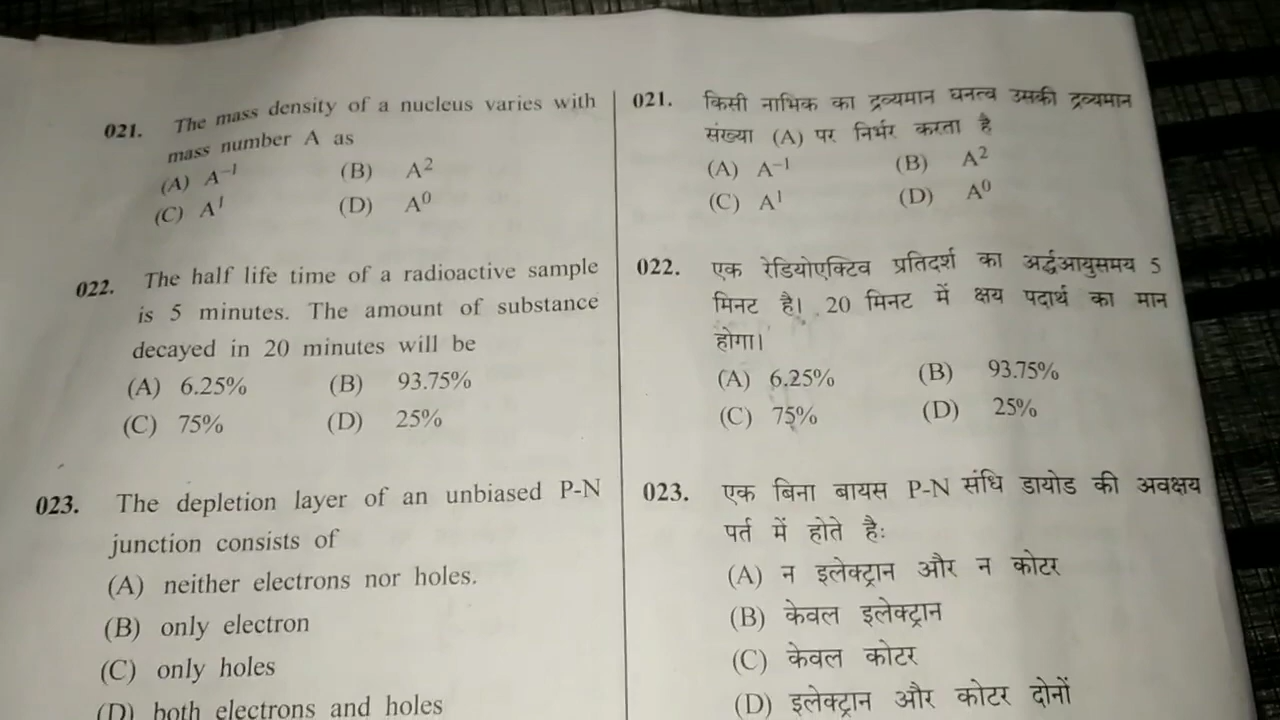 021. The mass density of a nucleus varies with
mass number A as
(A) A⁻¹ (B) A²
(C) A¹ (D) A⁰
022. The half life time of a radioactive sample
is 5 minutes. The amount of substance
decayed in 20 minutes will be
(A) 6.25% (B) 93.75%
(C) 75% (D) 25%
023. The depletion layer of an unbiased P-N
junction consists of
(A) neither electrons nor holes.
(B) only electron
(C) only holes
(D) both electrons and holes
021. किसी नाभिक का द्रव्यमान घनत्व उसकी द्रव्यमान
संख्या (A) पर निर्भर करता है
(A) A⁻¹ (B) A²
(C) A¹ (D) A⁰
022. एक रेडियोएक्टिव प्रतिदर्श का अर्द्धआयुसमय 5
मिनट है। 20 मिनट में क्षय पदार्थ का मान
होगा।
(A) 6.25% (B) 93.75%
(C) 75% (D) 25%
023. एक बिना बायस P-N संधि डायोड की अवक्षय
पर्त में होते है:
(A) न इलेक्ट्रान और न कोटर
(B) केवल इलेक्ट्रान
(C) केवल कोटर
(D) इलेक्ट्रान और कोटर दोनों